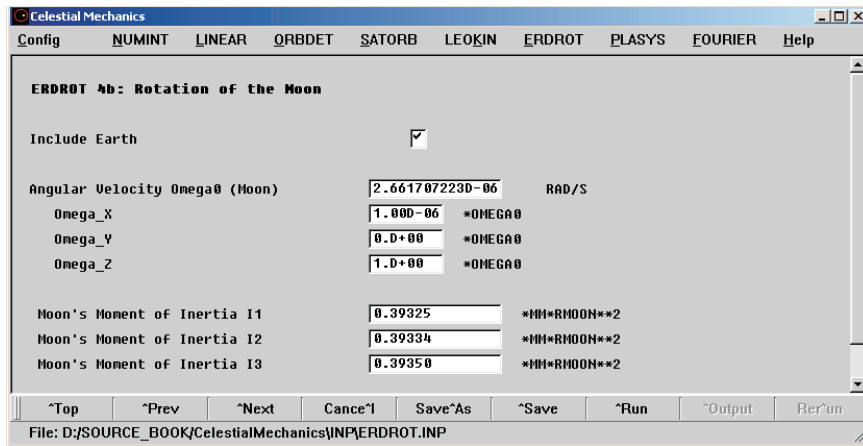 Celestial Mechanics
Config NUMINT LINEAR ORBDET SATORB LEOKIN ERDROT PLASYS FOURIER Help
ERDROT 4b: Rotation of the Moon
Include Earth
Angular Velocity Omega0 (Moon) 2.661707223D-06 RAD/S
Omega_X 1.00D-06 *OMEGA0
Omega_Y 0.D+00 *OMEGA0
Omega_Z 1.D+00 *OMEGA0
Moon's Moment of Inertia I1 0.39325 *MM*RMOON**2
Moon's Moment of Inertia I2 0.39334 *MM*RMOON**2
Moon's Moment of Inertia I3 0.39350 *MM*RMOON**2
^Top ^Prev ^Next Cance^l Save^As ^Save ^Run ^Output Rer^un
File: D:/SOURCE_BOOK/CelestialMechanics\INP\ERDROT.INP